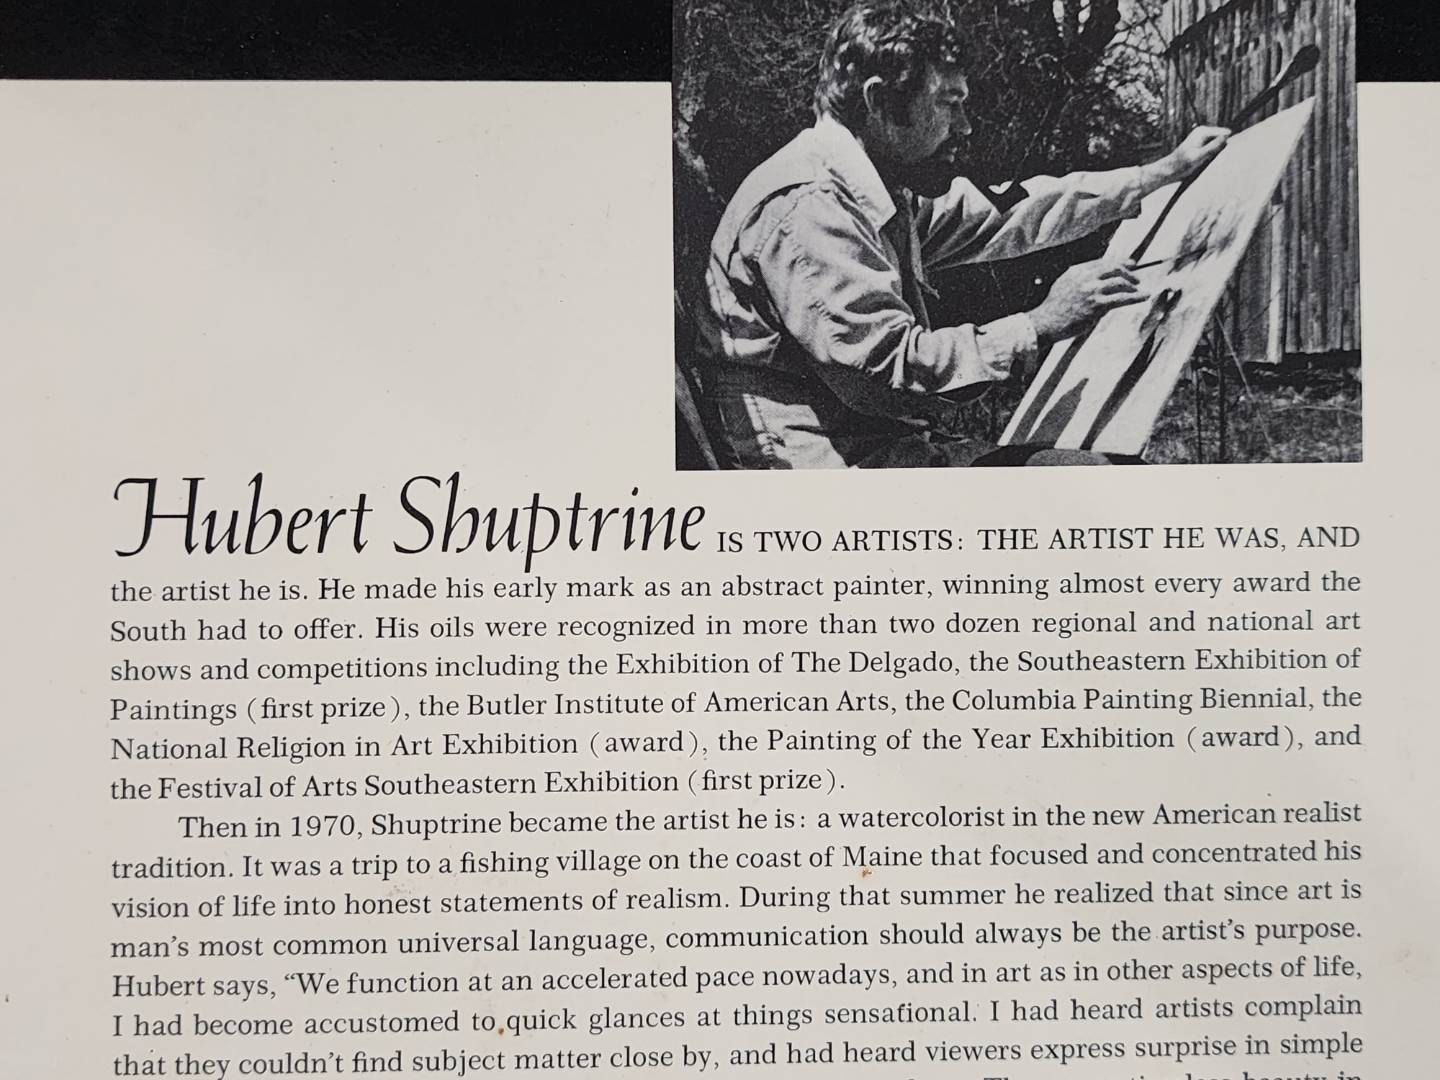 Hubert Shuptrine IS TWO ARTISTS: THE ARTIST HE WAS, AND
the artist he is. He made his early mark as an abstract painter, winning almost every award the
South had to offer. His oils were recognized in more than two dozen regional and national art
shows and competitions including the Exhibition of The Delgado, the Southeastern Exhibition of
Paintings (first prize), the Butler Institute of American Arts, the Columbia Painting Biennial, the
National Religion in Art Exhibition (award), the Painting of the Year Exhibition (award), and
the Festival of Arts Southeastern Exhibition (first prize).
Then in 1970, Shuptrine became the artist he is: a watercolorist in the new American realist
tradition. It was a trip to a fishing village on the coast of Maine that focused and concentrated his
vision of life into honest statements of realism. During that summer he realized that since art is
man's most common universal language, communication should always be the artist's purpose.
Hubert says, “We function at an accelerated pace nowadays, and in art as in other aspects of life,
I had become accustomed to quick glances at things sensational. I had heard artists complain
that they couldn't find subject matter close by, and had heard viewers express surprise in simple